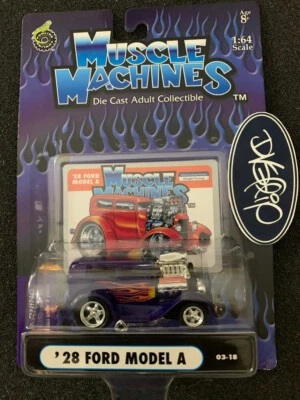 MUSCLE
MACHINES
Die Cast Adult Collectible
TM
Age
8+
1:64
Scale
'28 FORD
MODEL A
MUSCLE
MACHINES
'28 FORD MODEL A
03-18